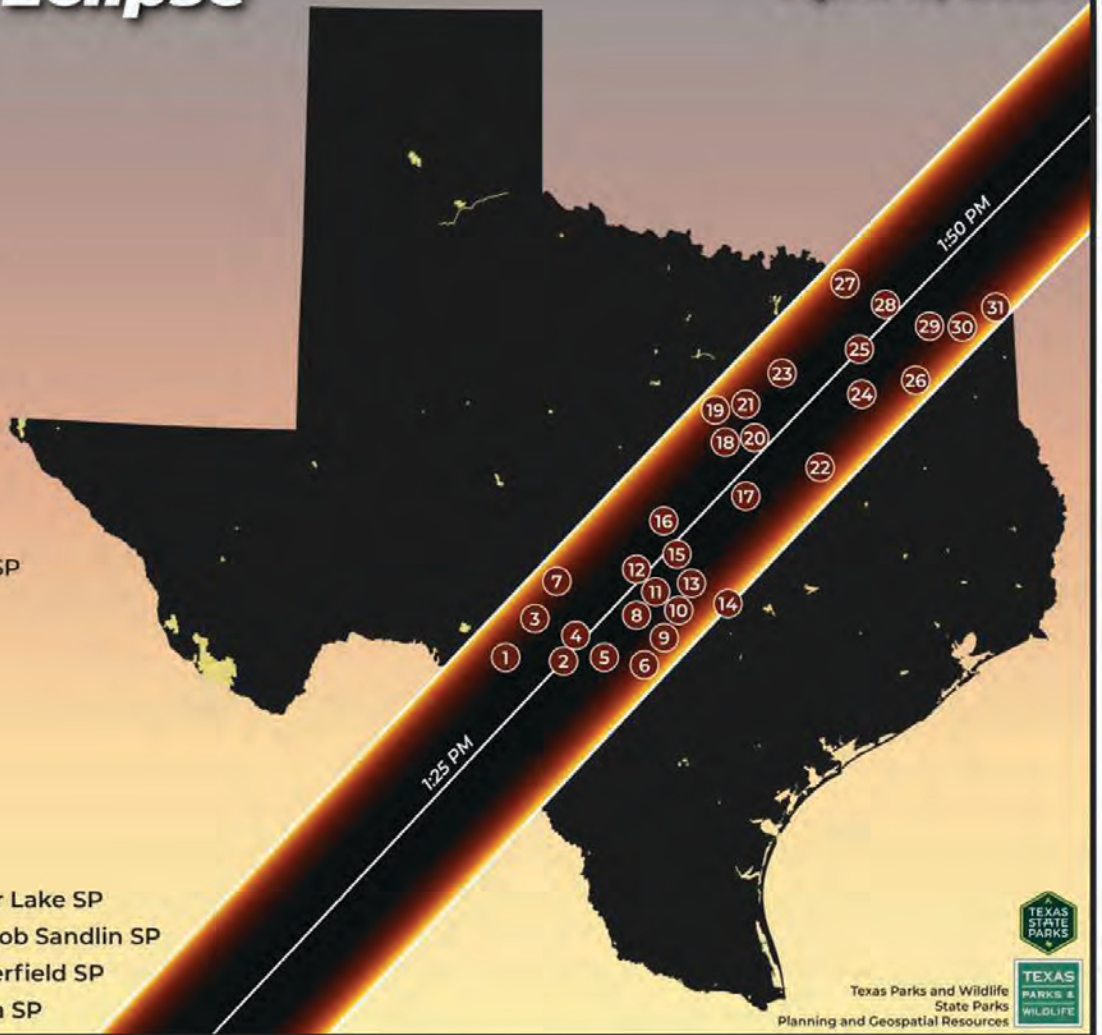 Eclipse
SP
r Lake SP
ob Sandlin SP
erfield SP
SP
1:50 PM
27
28
31
29
30
25
23
26
24
19
21
18
20
22
17
16
15
12
7
13
11
14
10
3
8
4
9
1
2
5
6
1:25 PM
TEXAS
STATE
PARKS
Texas Parks and Wildlife
State Parks
Planning and Geospatial Resources
TEXAS
PARKS &
WILDLIFE